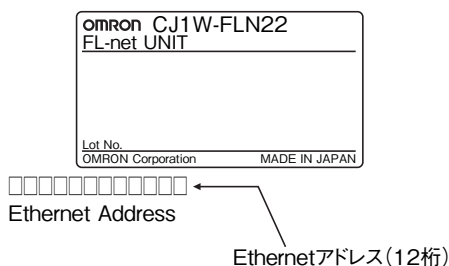 OMRON CJ1W-FLN22
FL-net UNIT
Lot No.
OMRON Corporation MADE IN JAPAN
□□□□□□□□□□□□
Ethernet Address
Ethernetアドレス(12桁)